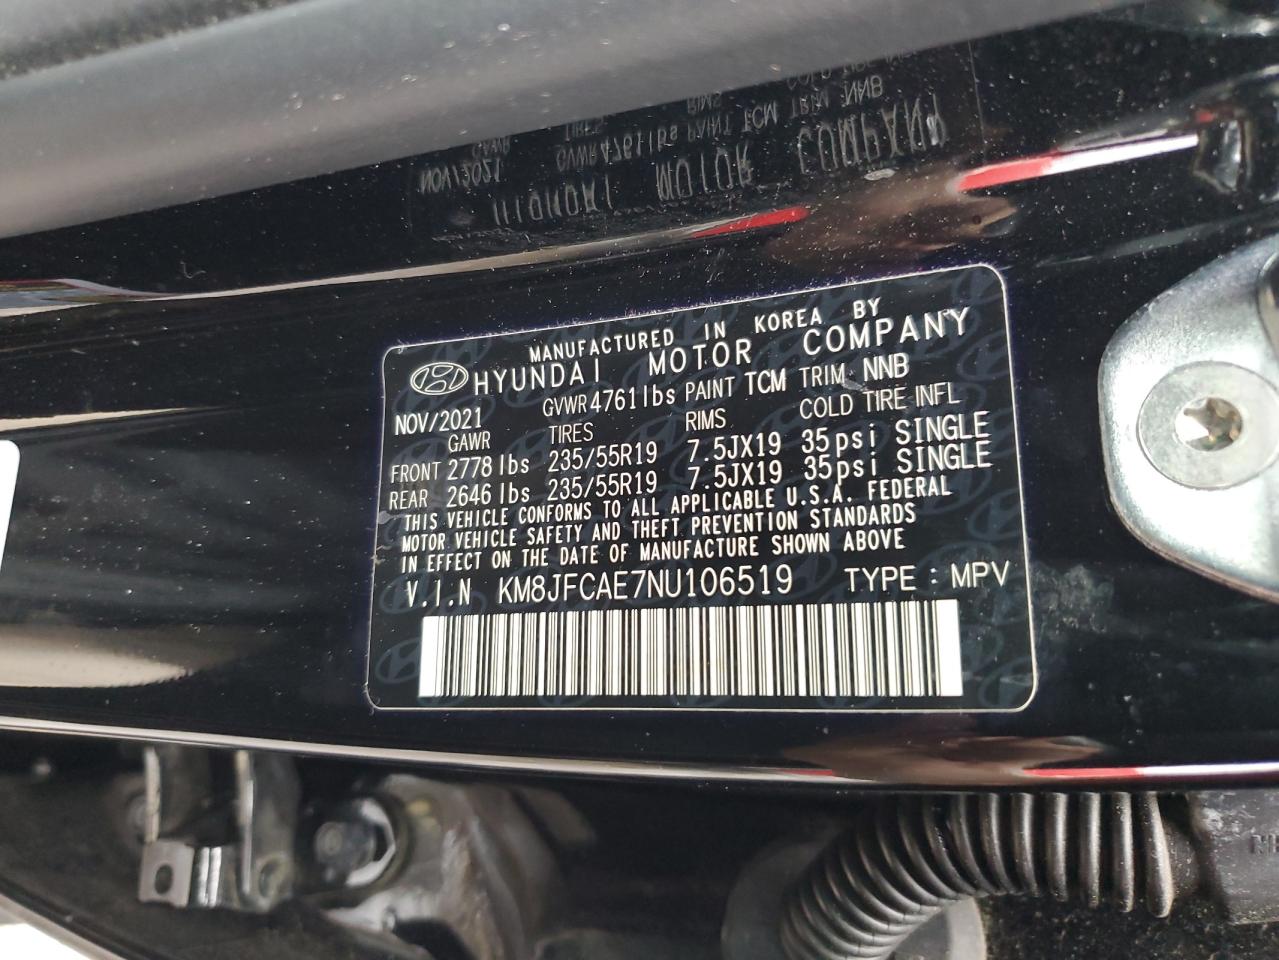 MANUFACTURED IN KOREA BY
HYUNDAI MOTOR COMPANY
NOV/2021 GVWR 4761lbs PAINT TCM TRIM NNB
GAWR TIRES RIMS COLD TIRE INFL
FRONT 2778lbs 235/55R19 7.5JX19 35psi SINGLE
REAR 2646lbs 235/55R19 7.5JX19 35psi SINGLE
THIS VEHICLE CONFORMS TO ALL APPLICABLE U.S.A. FEDERAL
MOTOR VEHICLE SAFETY AND THEFT PREVENTION STANDARDS
IN EFFECT ON THE DATE OF MANUFACTURE SHOWN ABOVE
V.I.N KM8JFCAE7NU106519 TYPE : MPV